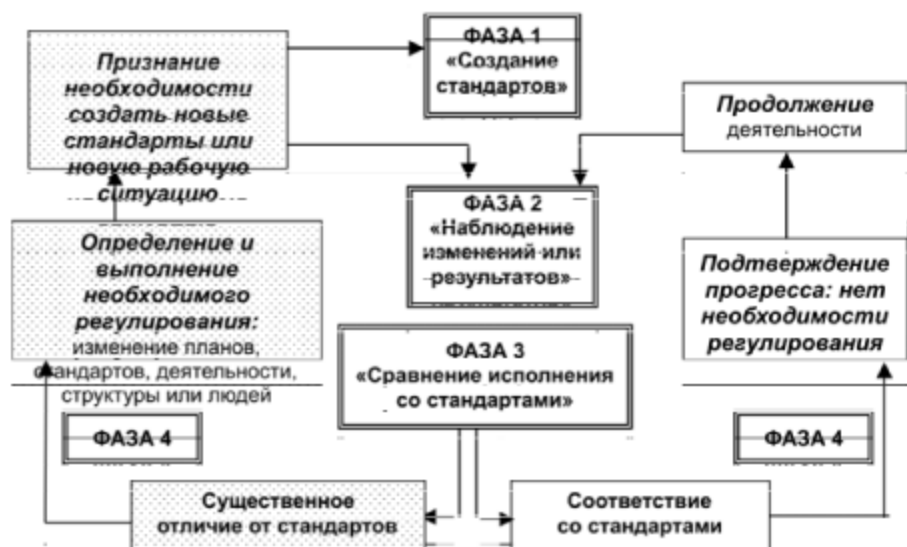 ФАЗА 1
«Создание
стандартов»
Признание
необходимости
создать новые
стандарты или
новую рабочую
ситуацию
Продолжение
деятельности
ФАЗА 2
«Наблюдение
изменений или
результатов»
Определение и
выполнение
необходимого
регулирования:
изменение планов,
стандартов, деятельности,
структуры или людей
Подтверждение
прогресса: нет
необходимости
регулирования
ФАЗА 3
«Сравнение исполнения
со стандартами»
ФАЗА 4
ФАЗА 4
Существенное
отличие от стандартов
Соответствие
со стандартами